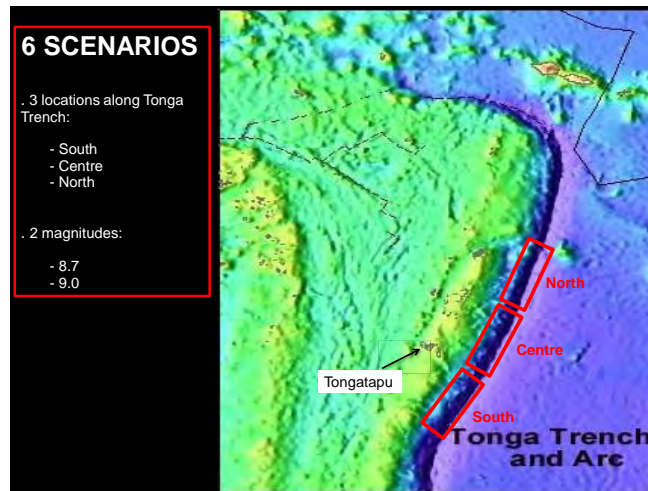 6 SCENARIOS
. 3 locations along Tonga
Trench:
- South
- Centre
- North
. 2 magnitudes:
- 8.7
- 9.0
North
Centre
Tongatapu
South
Tonga Trench
and Arc